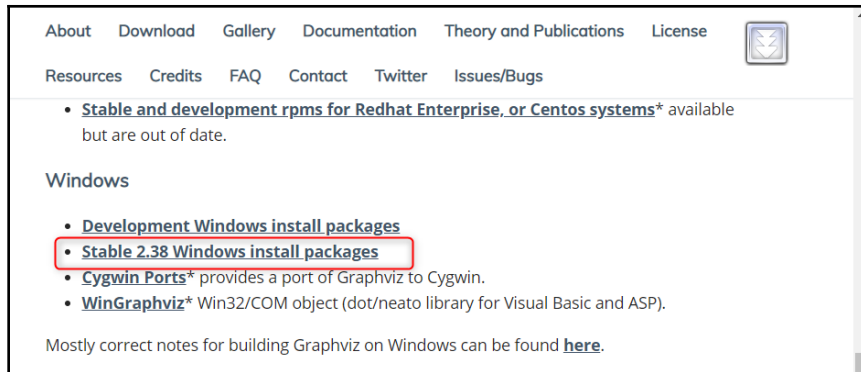 About Download Gallery Documentation Theory and Publications License
Resources Credits FAQ Contact Twitter Issues/Bugs
• Stable and development rpms for Redhat Enterprise, or Centos systems* available
but are out of date.
Windows
• Development Windows install packages
• Stable 2.38 Windows install packages
• Cygwin Ports* provides a port of Graphviz to Cygwin.
• WinGraphviz* Win32/COM object (dot/neato library for Visual Basic and ASP).
Mostly correct notes for building Graphviz on Windows can be found here.